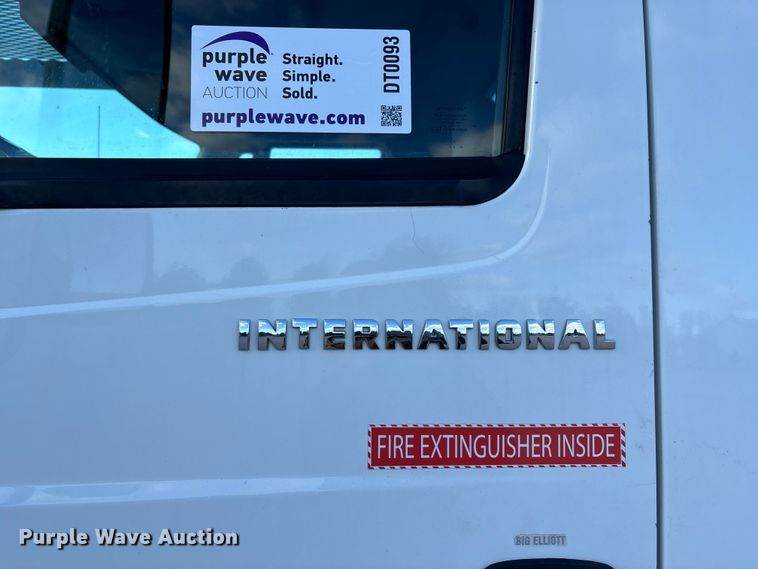 purple
wave
AUCTION
Straight.
Simple.
Sold.
purplewave.com
DT0093
INTERNATIONAL
FIRE EXTINGUISHER INSIDE
BIG ELLIOTT
Purple Wave Auction